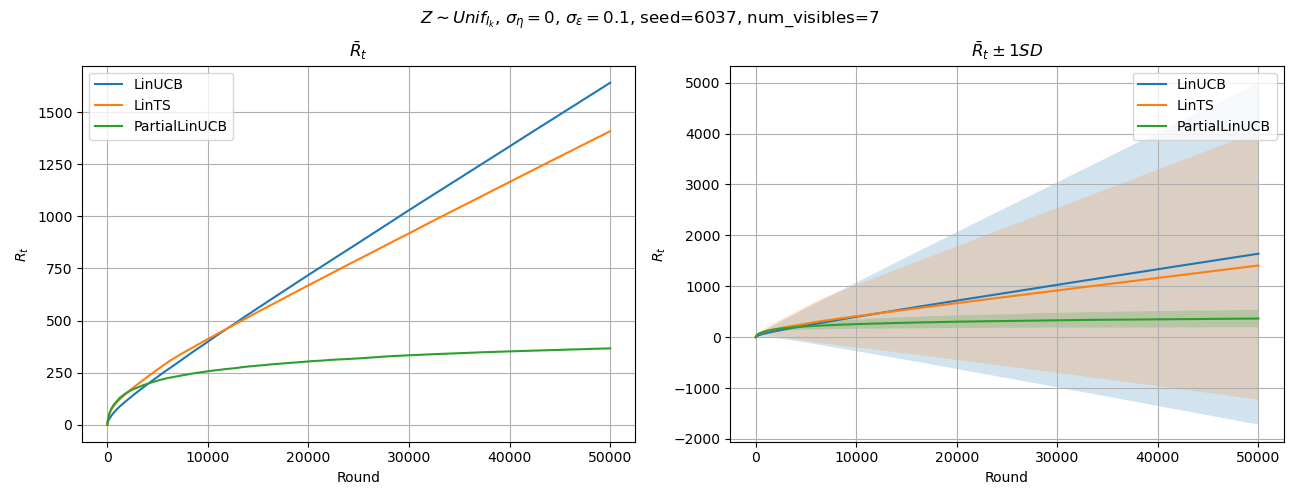 Z ∼ Unif_{I_k}, σ_η = 0, σ_ε = 0.1, seed=6037, num_visibles=7
R̄_t
LinUCB
LinTS
PartialLinUCB
1500
1250
1000
750
500
250
0
R_t
0 10000 20000 30000 40000 50000
Round
R̄_t ± 1SD
LinUCB
LinTS
PartialLinUCB
5000
4000
3000
2000
1000
0
−1000
−2000
R_t
0 10000 20000 30000 40000 50000
Round